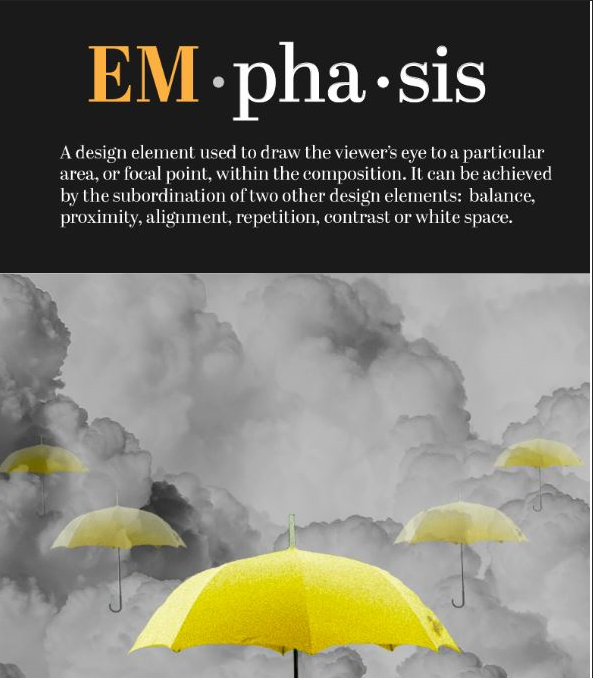 EM·pha·sis
A design element used to draw the viewer's eye to a particular
area, or focal point, within the composition. It can be achieved
by the subordination of two other design elements: balance,
proximity, alignment, repetition, contrast or white space.